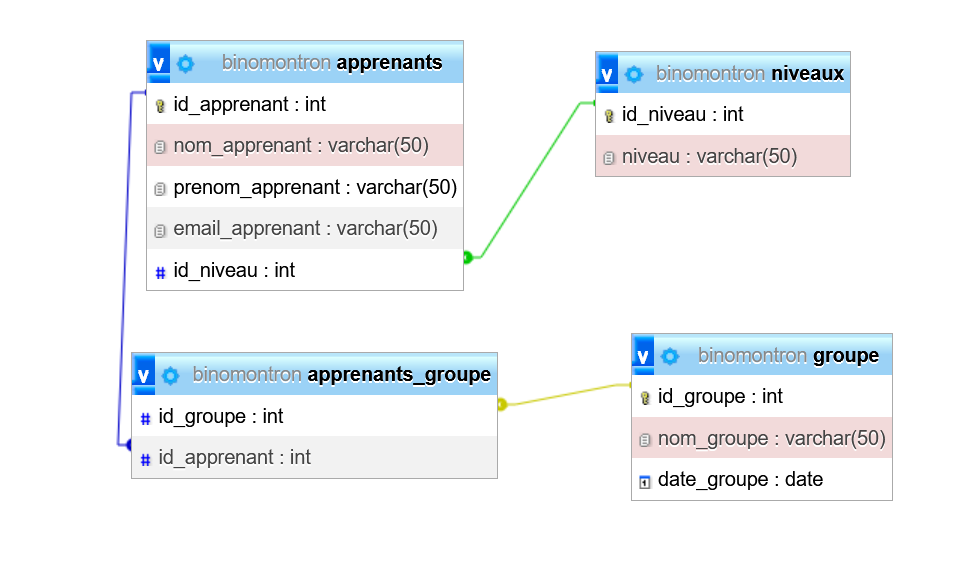 v binomontron apprenants
id_apprenant : int
nom_apprenant : varchar(50)
prenom_apprenant : varchar(50)
email_apprenant : varchar(50)
# id_niveau : int
v binomontron niveaux
id_niveau : int
niveau : varchar(50)
v binomontron apprenants_groupe
# id_groupe : int
# id_apprenant : int
v binomontron groupe
id_groupe : int
nom_groupe : varchar(50)
1 date_groupe : date